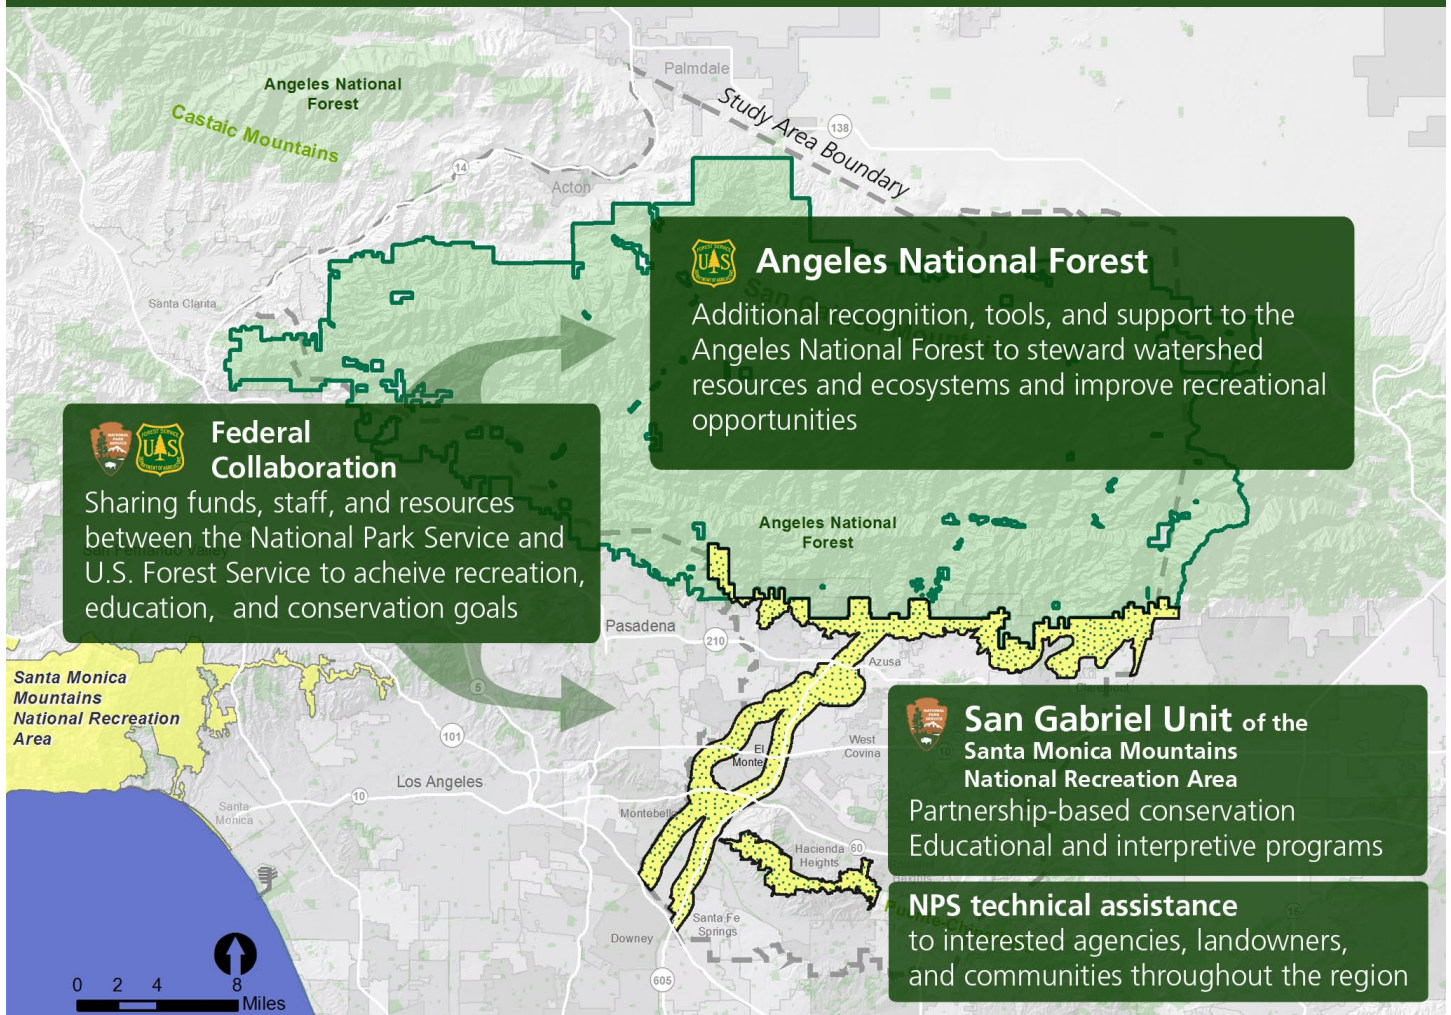 Palmdale
Angeles National
Forest
Castaic Mountains
Study Area Boundary
138
14
Acton
Santa Clarita
Angeles National Forest
Additional recognition, tools, and support to the
Angeles National Forest to steward watershed
resources and ecosystems and improve recreational
opportunities
Federal
Collaboration
Sharing funds, staff, and resources
between the National Park Service and
U.S. Forest Service to acheive recreation,
education, and conservation goals
Angeles National
Forest
Pasadena
210
Azusa
Claremont
Santa Monica
Mountains
National Recreation
Area
5
101
San Gabriel Unit of the
Santa Monica Mountains
National Recreation Area
Partnership-based conservation
Educational and interpretive programs
West
Covina
El
Monte
Los Angeles
10
Santa
Monica
Montebello
Hacienda
Heights
60
NPS technical assistance
to interested agencies, landowners,
and communities throughout the region
Santa Fe
Springs
Downey
605
0 2 4 8
Miles